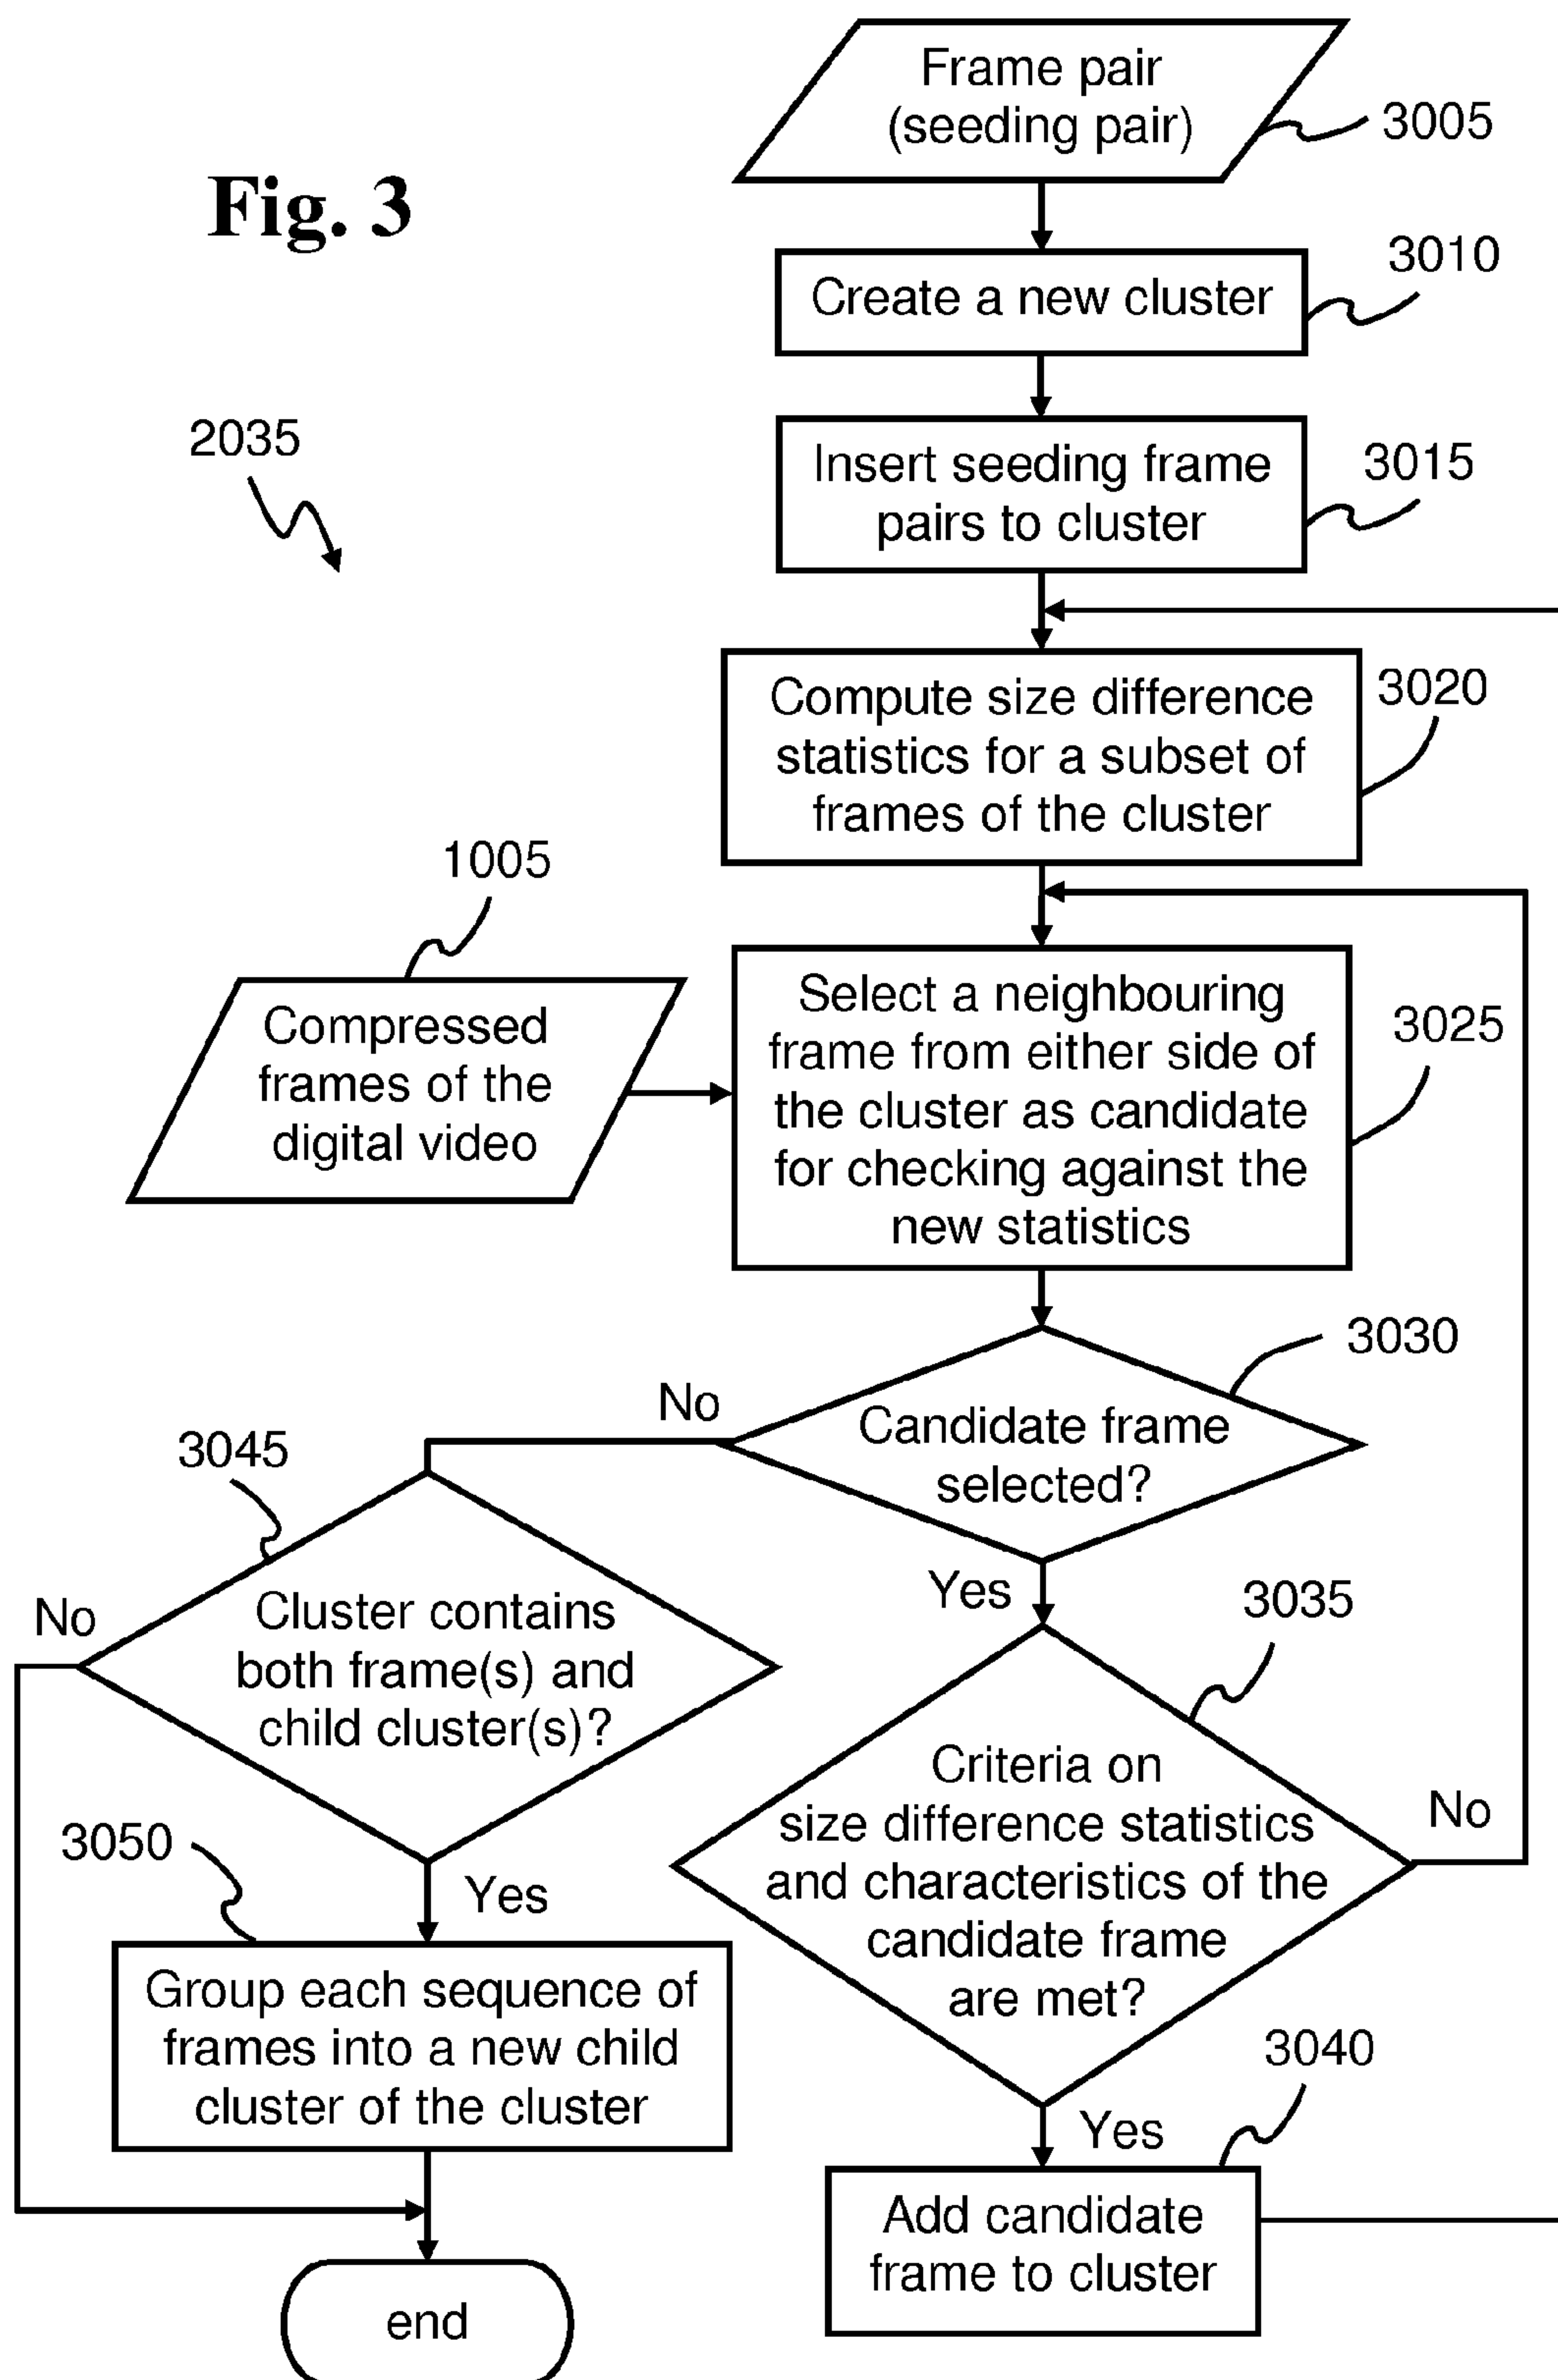 Frame pair
(seeding pair)
3005
Fig. 3
3010
Create a new cluster
2035
Insert seeding frame
pairs to cluster
3015
Compute size difference
statistics for a subset of
frames of the cluster
3020
1005
Compressed
frames of the
digital video
Select a neighbouring
frame from either side of
the cluster as candidate
for checking against the
new statistics
3025
3030
No
Candidate frame
selected?
3045
Yes
3035
No
Cluster contains
both frame(s) and
child cluster(s)?
Criteria on
size difference statistics
and characteristics of the
candidate frame
are met?
No
3050
Yes
Group each sequence of
frames into a new child
cluster of the cluster
3040
Yes
Add candidate
frame to cluster
end